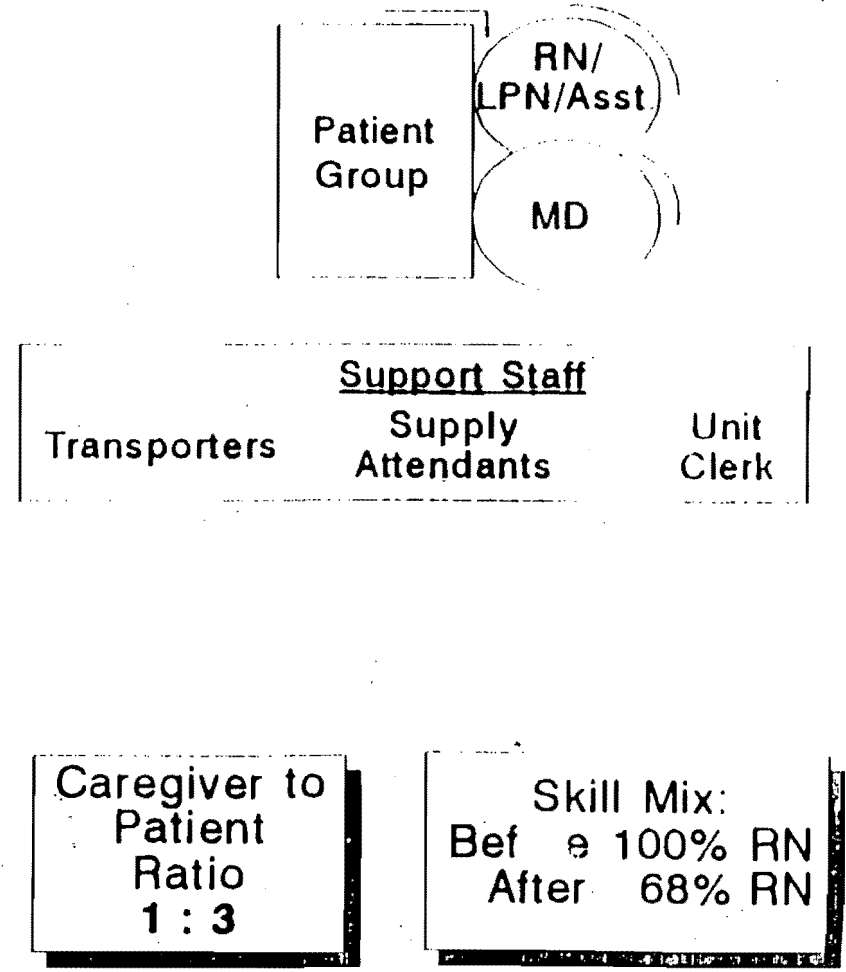 RN/
LPN/Asst
Patient
Group
MD
Support Staff
Transporters
Supply
Attendants
Unit
Clerk
Caregiver to
Patient
Ratio
1 : 3
Skill Mix:
Bef e 100% RN
After 68% RN